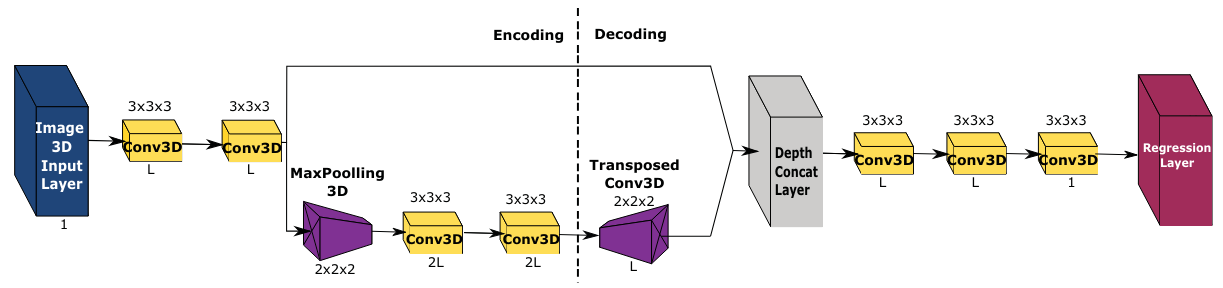 Encoding
Decoding
Image
3D
Input
Layer
1
3x3x3
Conv3D
L
3x3x3
Conv3D
L
MaxPoolling
3D
2x2x2
3x3x3
Conv3D
2L
3x3x3
Conv3D
2L
Transposed
Conv3D
2x2x2
L
Depth
Concat
Layer
3x3x3
Conv3D
L
3x3x3
Conv3D
L
3x3x3
Conv3D
1
Regression
Layer